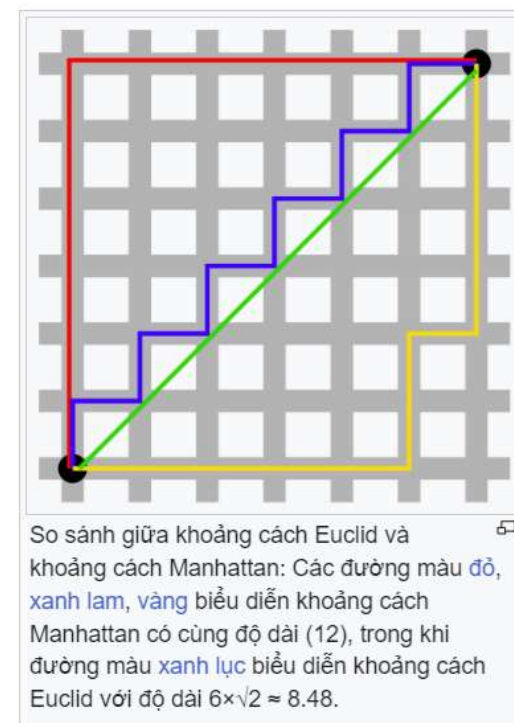 So sánh giữa khoảng cách Euclid và
khoảng cách Manhattan: Các đường màu đỏ,
xanh lam, vàng biểu diễn khoảng cách
Manhattan có cùng độ dài (12), trong khi
đường màu xanh lục biểu diễn khoảng cách
Euclid với độ dài 6×√2 ≈ 8.48.